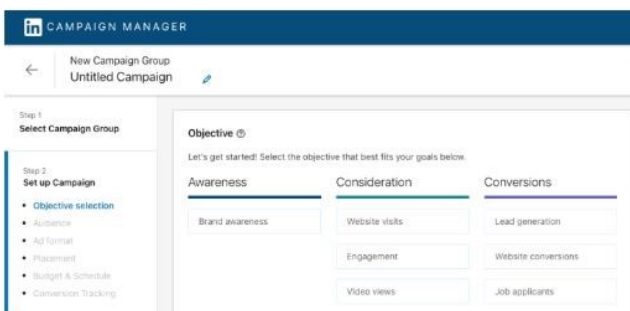 in CAMPAIGN MANAGER
New Campaign Group
Untitled Campaign
Step 1
Select Campaign Group
Step 2
Set up Campaign
Objective selection
Audience
Ad format
Placement
Budget & Schedule
Conversion Tracking
Objective
Let's get started! Select the objective that best fits your goals below.
Awareness
Consideration
Conversions
Brand awareness
Website visits
Lead generation
Engagement
Website conversions
Video views
Job applicants